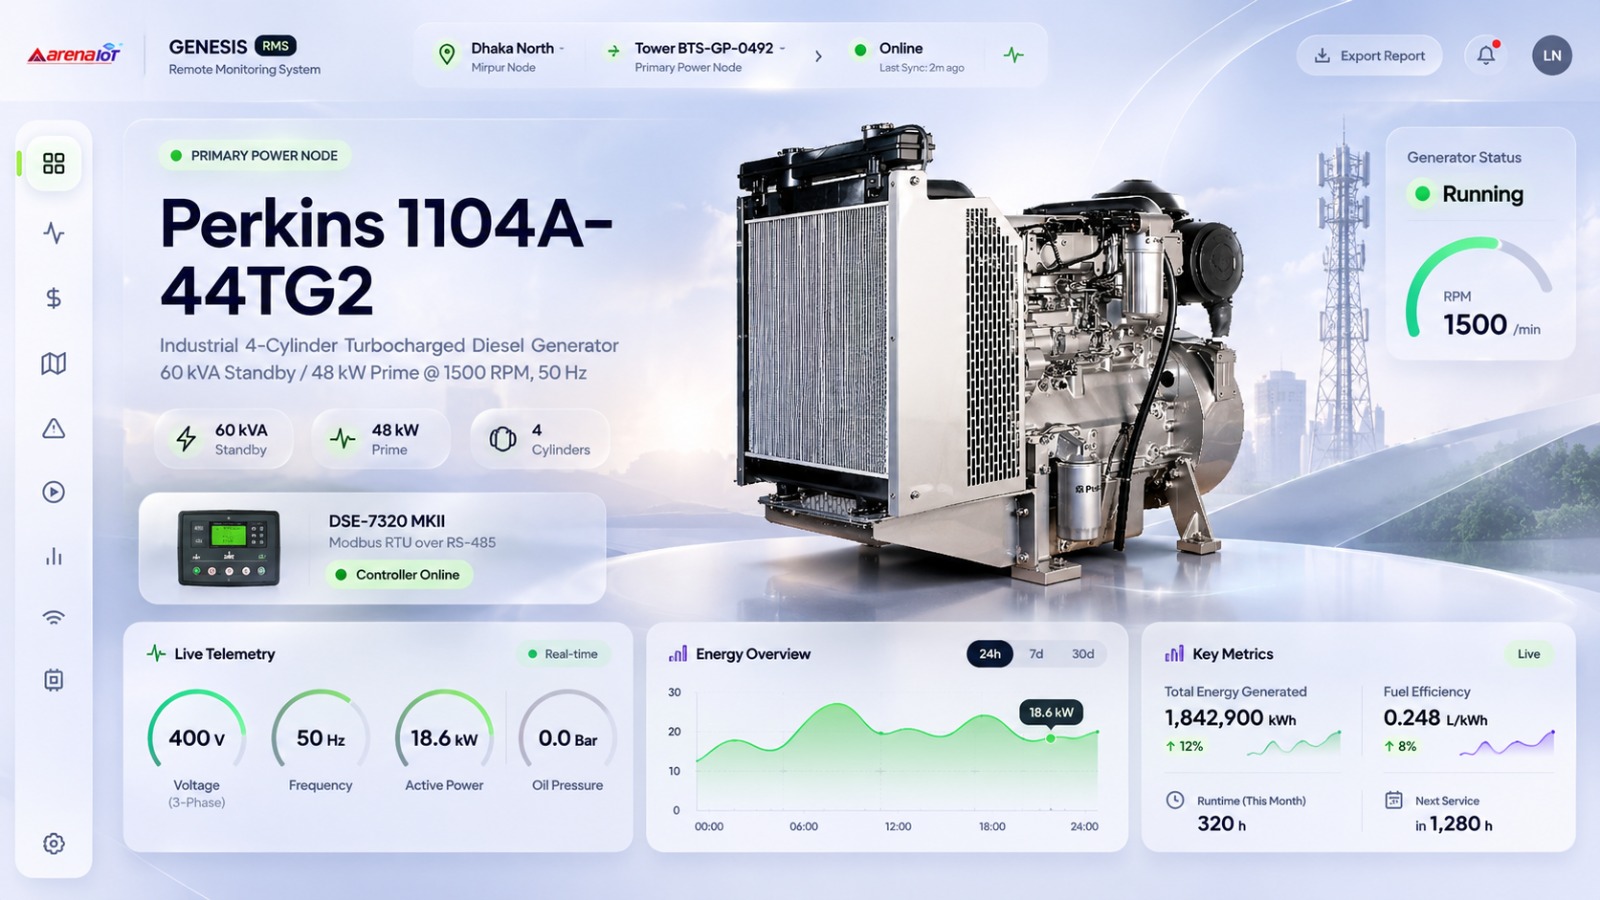 arenaIoT
GENESIS RMS
Remote Monitoring System
Dhaka North
Mirpur Node
Tower BTS-GP-0492
Primary Power Node
Online
Last Sync: 2m ago
Export Report
LN
PRIMARY POWER NODE
Perkins 1104A-
44TG2
Industrial 4-Cylinder Turbocharged Diesel Generator
60 kVA Standby / 48 kW Prime @ 1500 RPM, 50 Hz
60 kVA
Standby
48 kW
Prime
4
Cylinders
DSE-7320 MKII
Modbus RTU over RS-485
Controller Online
Generator Status
Running
RPM
1500 /min
Live Telemetry
Real-time
400 V
Voltage
(3-Phase)
50 Hz
Frequency
18.6 kW
Active Power
0.0 Bar
Oil Pressure
Energy Overview
24h 7d 30d
30
20
10
0
18.6 kW
00:00 06:00 12:00 18:00 24:00
Key Metrics
Live
Total Energy Generated
1,842,900 kWh
↑ 12%
Fuel Efficiency
0.248 L/kWh
↑ 8%
Runtime (This Month)
320 h
Next Service
in 1,280 h